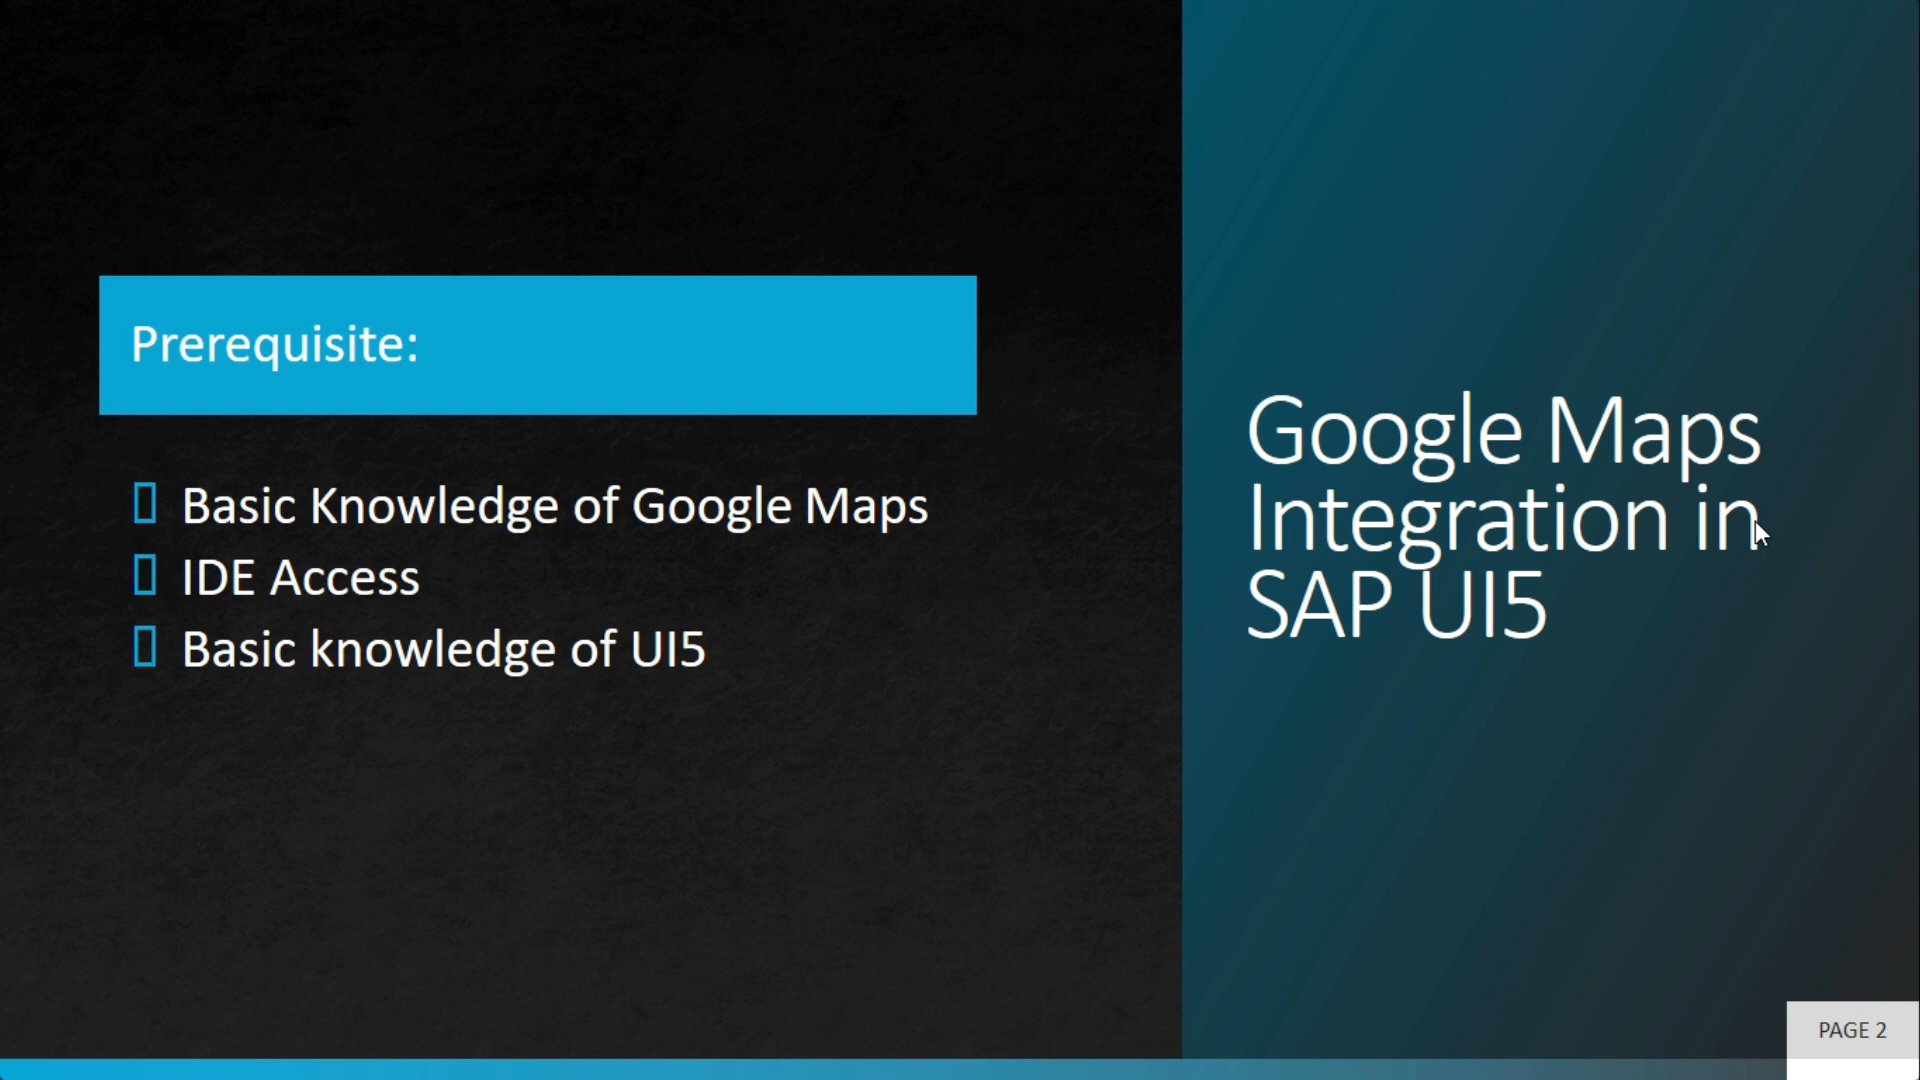 Prerequisite:
Basic Knowledge of Google Maps
IDE Access
Basic knowledge of UI5
Google Maps
Integration in
SAP UI5
PAGE 2